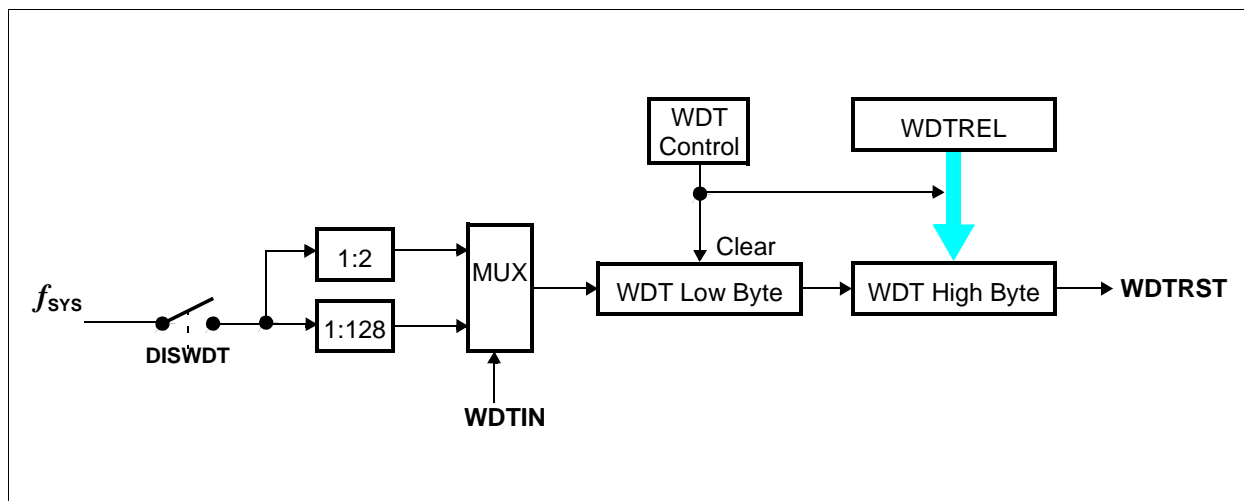 WDT
Control
WDTREL
Clear
1:2
MUX
WDT Low Byte
WDT High Byte
WDTRST
fSYS
1:128
DISWDT
WDTIN